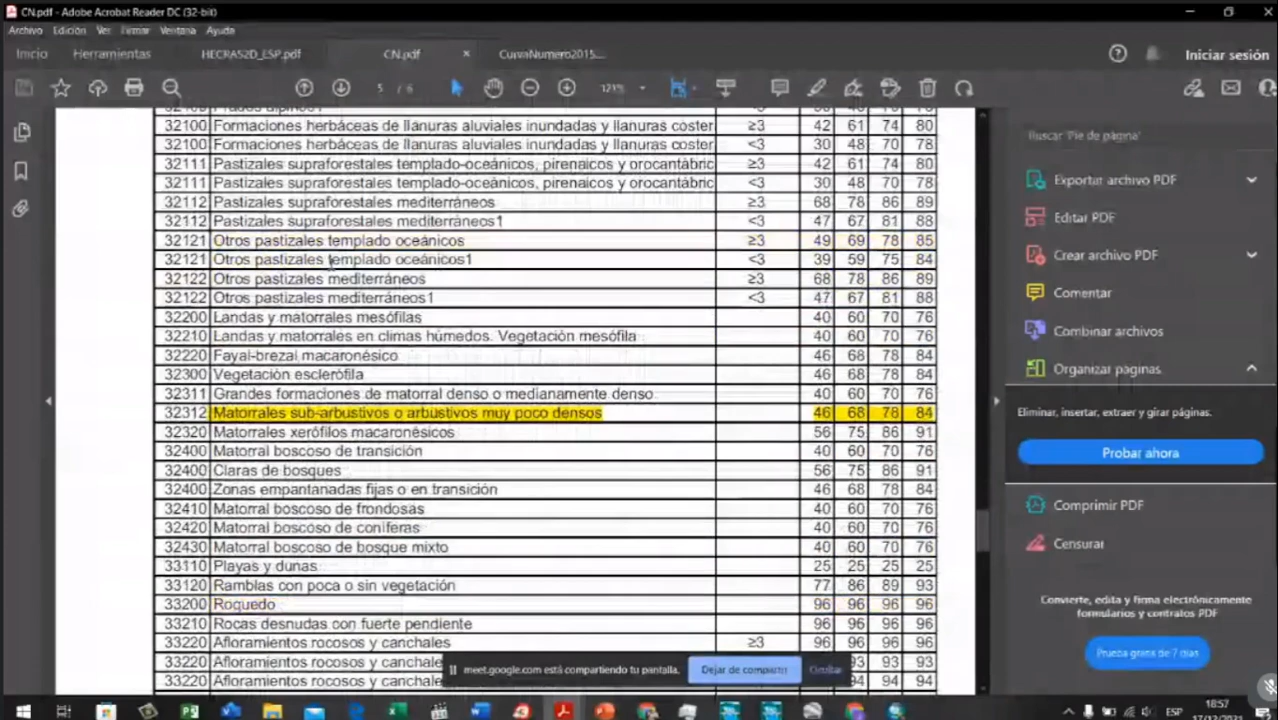 CN.pdf - Adobe Acrobat Reader DC (32-bit)
Archivo Edición Ver Firmar Ventana Ayuda
Inicio Herramientas HECRAS2D_ESP.pdf CN.pdf × CurvaNumero2015... Iniciar sesión
5 / 6 121%
32100 Formaciones herbáceas de llanuras aluviales inundadas y llanuras coster ≥3 42 61 74 80
32100 Formaciones herbáceas de llanuras aluviales inundadas y llanuras coster <3 30 48 70 78
32111 Pastizales supraforestales templado-oceánicos, pirenaicos y orocantábric ≥3 42 61 74 80
32111 Pastizales supraforestales templado-oceánicos, pirenaicos y orocantábric <3 30 48 70 78
32112 Pastizales supraforestales mediterráneos ≥3 68 78 86 89
32112 Pastizales supraforestales mediterráneos1 <3 47 67 81 88
32121 Otros pastizales templado oceánicos ≥3 49 69 78 85
32121 Otros pastizales templado oceánicos1 <3 39 59 75 84
32122 Otros pastizales mediterráneos ≥3 68 78 86 89
32122 Otros pastizales mediterráneos1 <3 47 67 81 88
32200 Landas y matorrales mesófilas 40 60 70 76
32210 Landas y matorrales en climas húmedos. Vegetación mesófila 40 60 70 76
32220 Fayal-brezal macaronésico 46 68 78 84
32300 Vegetación esclerófila 46 68 78 84
32311 Grandes formaciones de matorral denso o medianamente denso 40 60 70 76
32312 Matorrales sub-arbustivos o arbustivos muy poco densos 46 68 78 84
32320 Matorrales xerófilos macaronésicos 56 75 86 91
32400 Matorral boscoso de transición 40 60 70 76
32400 Claras de bosques 56 75 86 91
32400 Zonas empantanadas fijas o en transición 46 68 78 84
32410 Matorral boscoso de frondosas 40 60 70 76
32420 Matorral boscoso de coníferas 40 60 70 76
32430 Matorral boscoso de bosque mixto 40 60 70 76
33110 Playas y dunas 25 25 25 25
33120 Ramblas con poca o sin vegetación 77 86 89 93
33200 Roquedo 96 96 96 96
33210 Rocas desnudas con fuerte pendiente 96 96 96 96
33220 Afloramientos rocosos y canchales ≥3 96 96 96 96
33220 Afloramientos rocosos y canchale 93 93
33220 Afloramientos rocosos y canchale 94 94
meet.google.com está compartiendo tu pantalla. Dejar de compartir Ocultar
Buscar 'Pie de página'
Exportar archivo PDF
Editar PDF
Crear archivo PDF
Comentar
Combinar archivos
Organizar páginas
Eliminar, insertar, extraer y girar páginas.
Probar ahora
Comprimir PDF
Censurar
Convierte, edita y firma electrónicamente
formularios y contratos PDF
Prueba gratis de 7 días
ESP 18:57